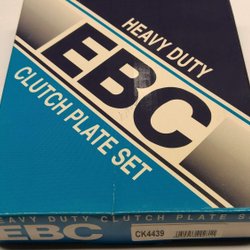 HEAVY DUTY
EBC
CLUTCH PLATE SET
EBC
HEAVY DUTY CLUTCH PLATE SET
CK4439